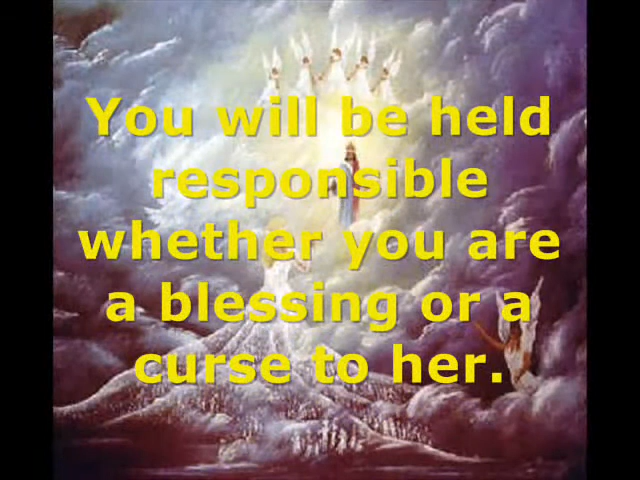 You will be held
responsible
whether you are
a blessing or a
curse to her.